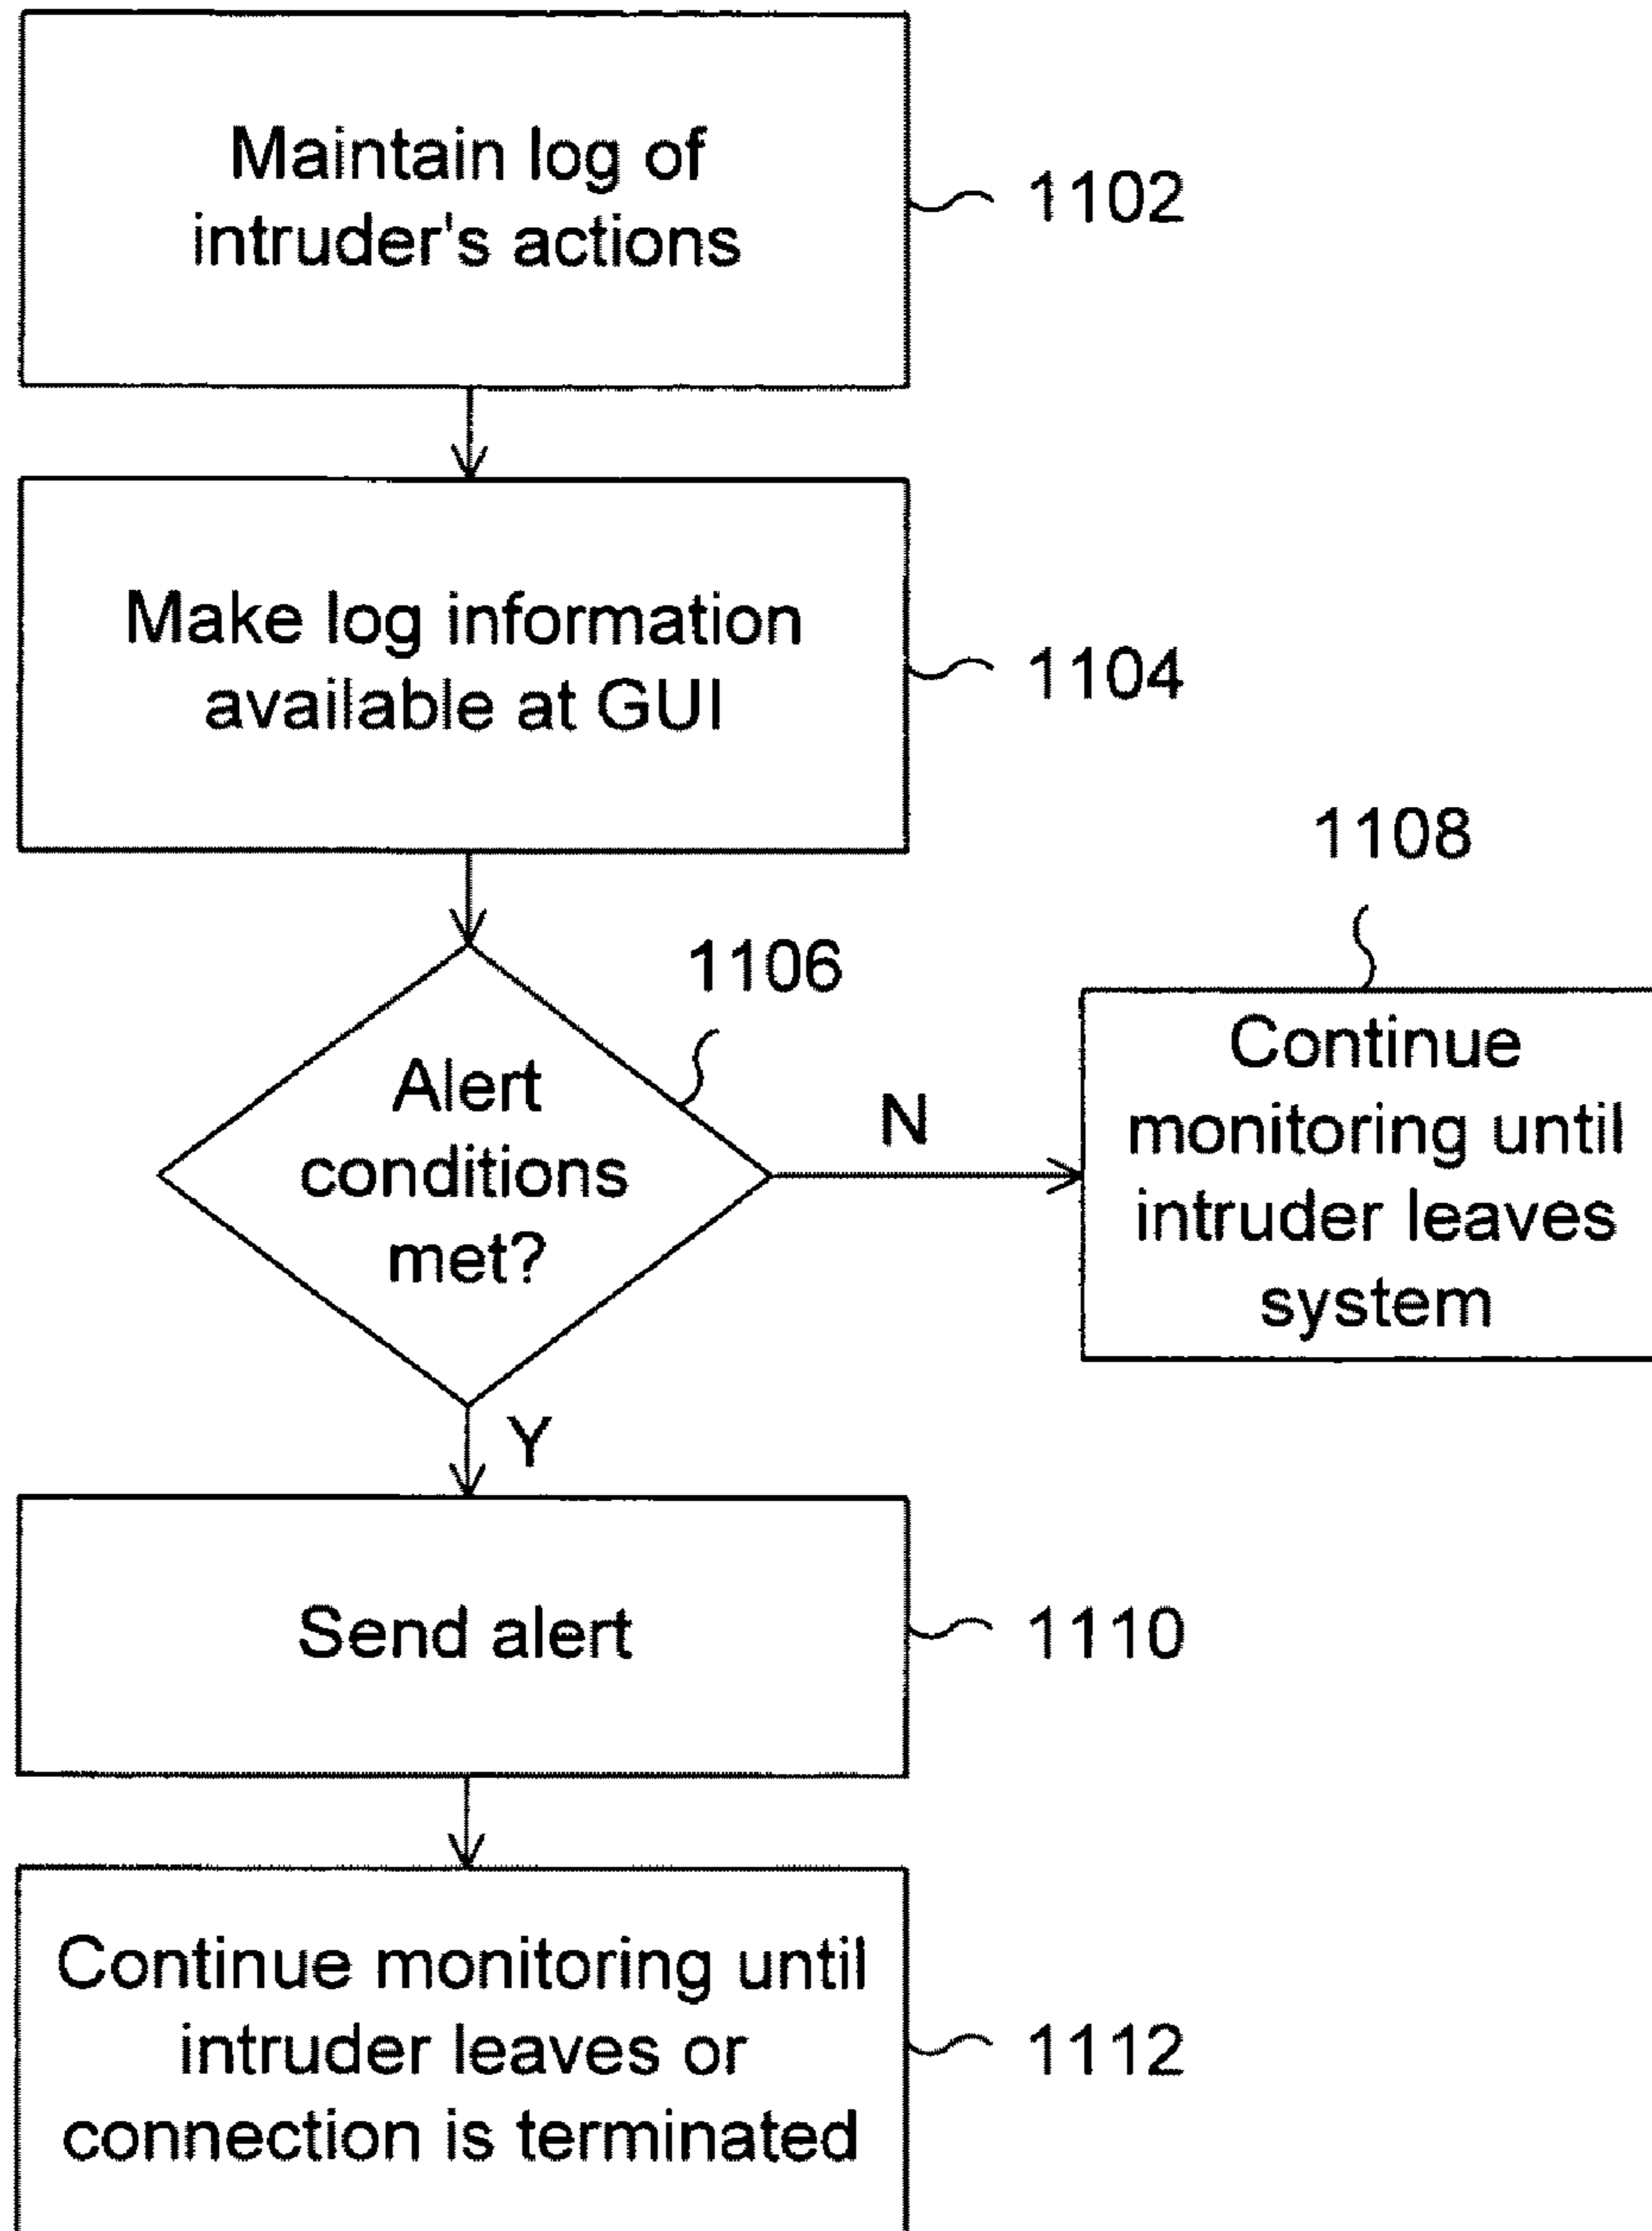 Maintain log of
intruder's actions
1102
Make log information
available at GUI
1104
1106
Alert
conditions
met?
N
1108
Continue
monitoring until
intruder leaves
system
Y
Send alert
1110
Continue monitoring until
intruder leaves or
connection is terminated
1112